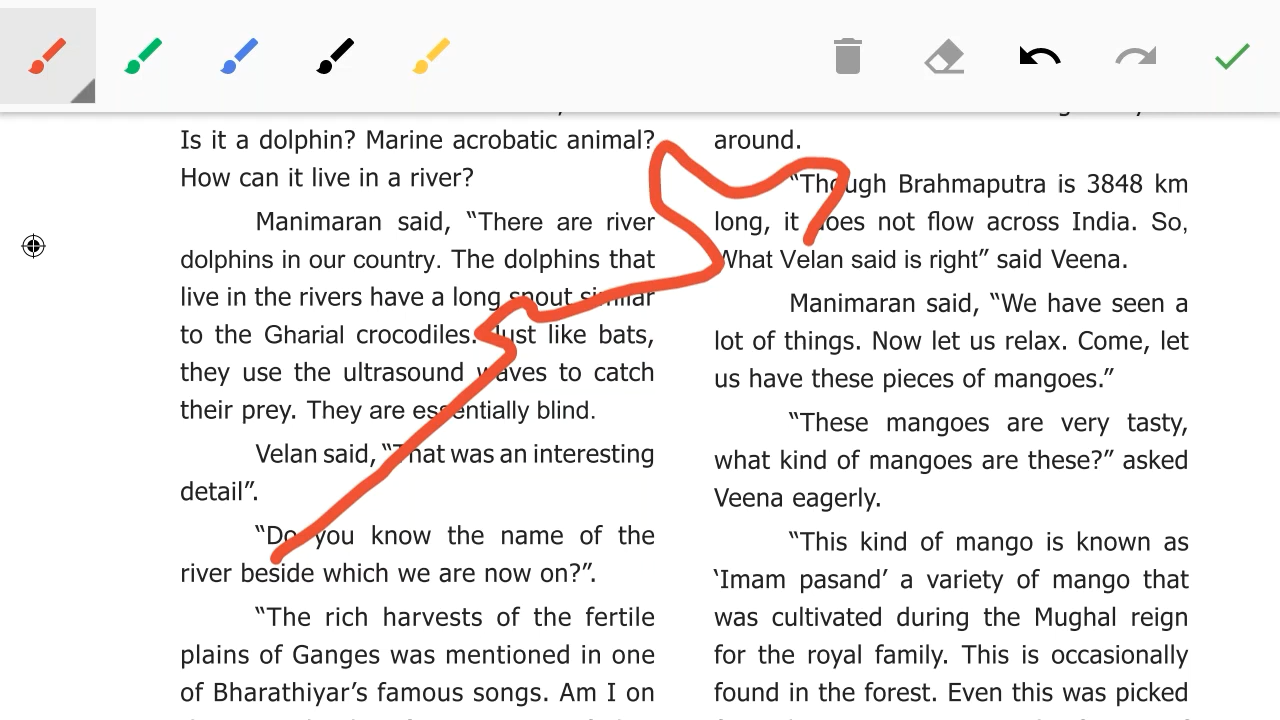 Is it a dolphin? Marine acrobatic animal?
How can it live in a river?
Manimaran said, “There are river
dolphins in our country. The dolphins that
live in the rivers have a long snout similar
to the Gharial crocodiles. Just like bats,
they use the ultrasound waves to catch
their prey. They are essentially blind.
Velan said, “That was an interesting
detail”.
“Do you know the name of the
river beside which we are now on?”.
“The rich harvests of the fertile
plains of Ganges was mentioned in one
of Bharathiyar’s famous songs. Am I on
around.
“Though Brahmaputra is 3848 km
long, it does not flow across India. So,
What Velan said is right” said Veena.
Manimaran said, “We have seen a
lot of things. Now let us relax. Come, let
us have these pieces of mangoes.”
“These mangoes are very tasty,
what kind of mangoes are these?” asked
Veena eagerly.
“This kind of mango is known as
‘Imam pasand’ a variety of mango that
was cultivated during the Mughal reign
for the royal family. This is occasionally
found in the forest. Even this was picked